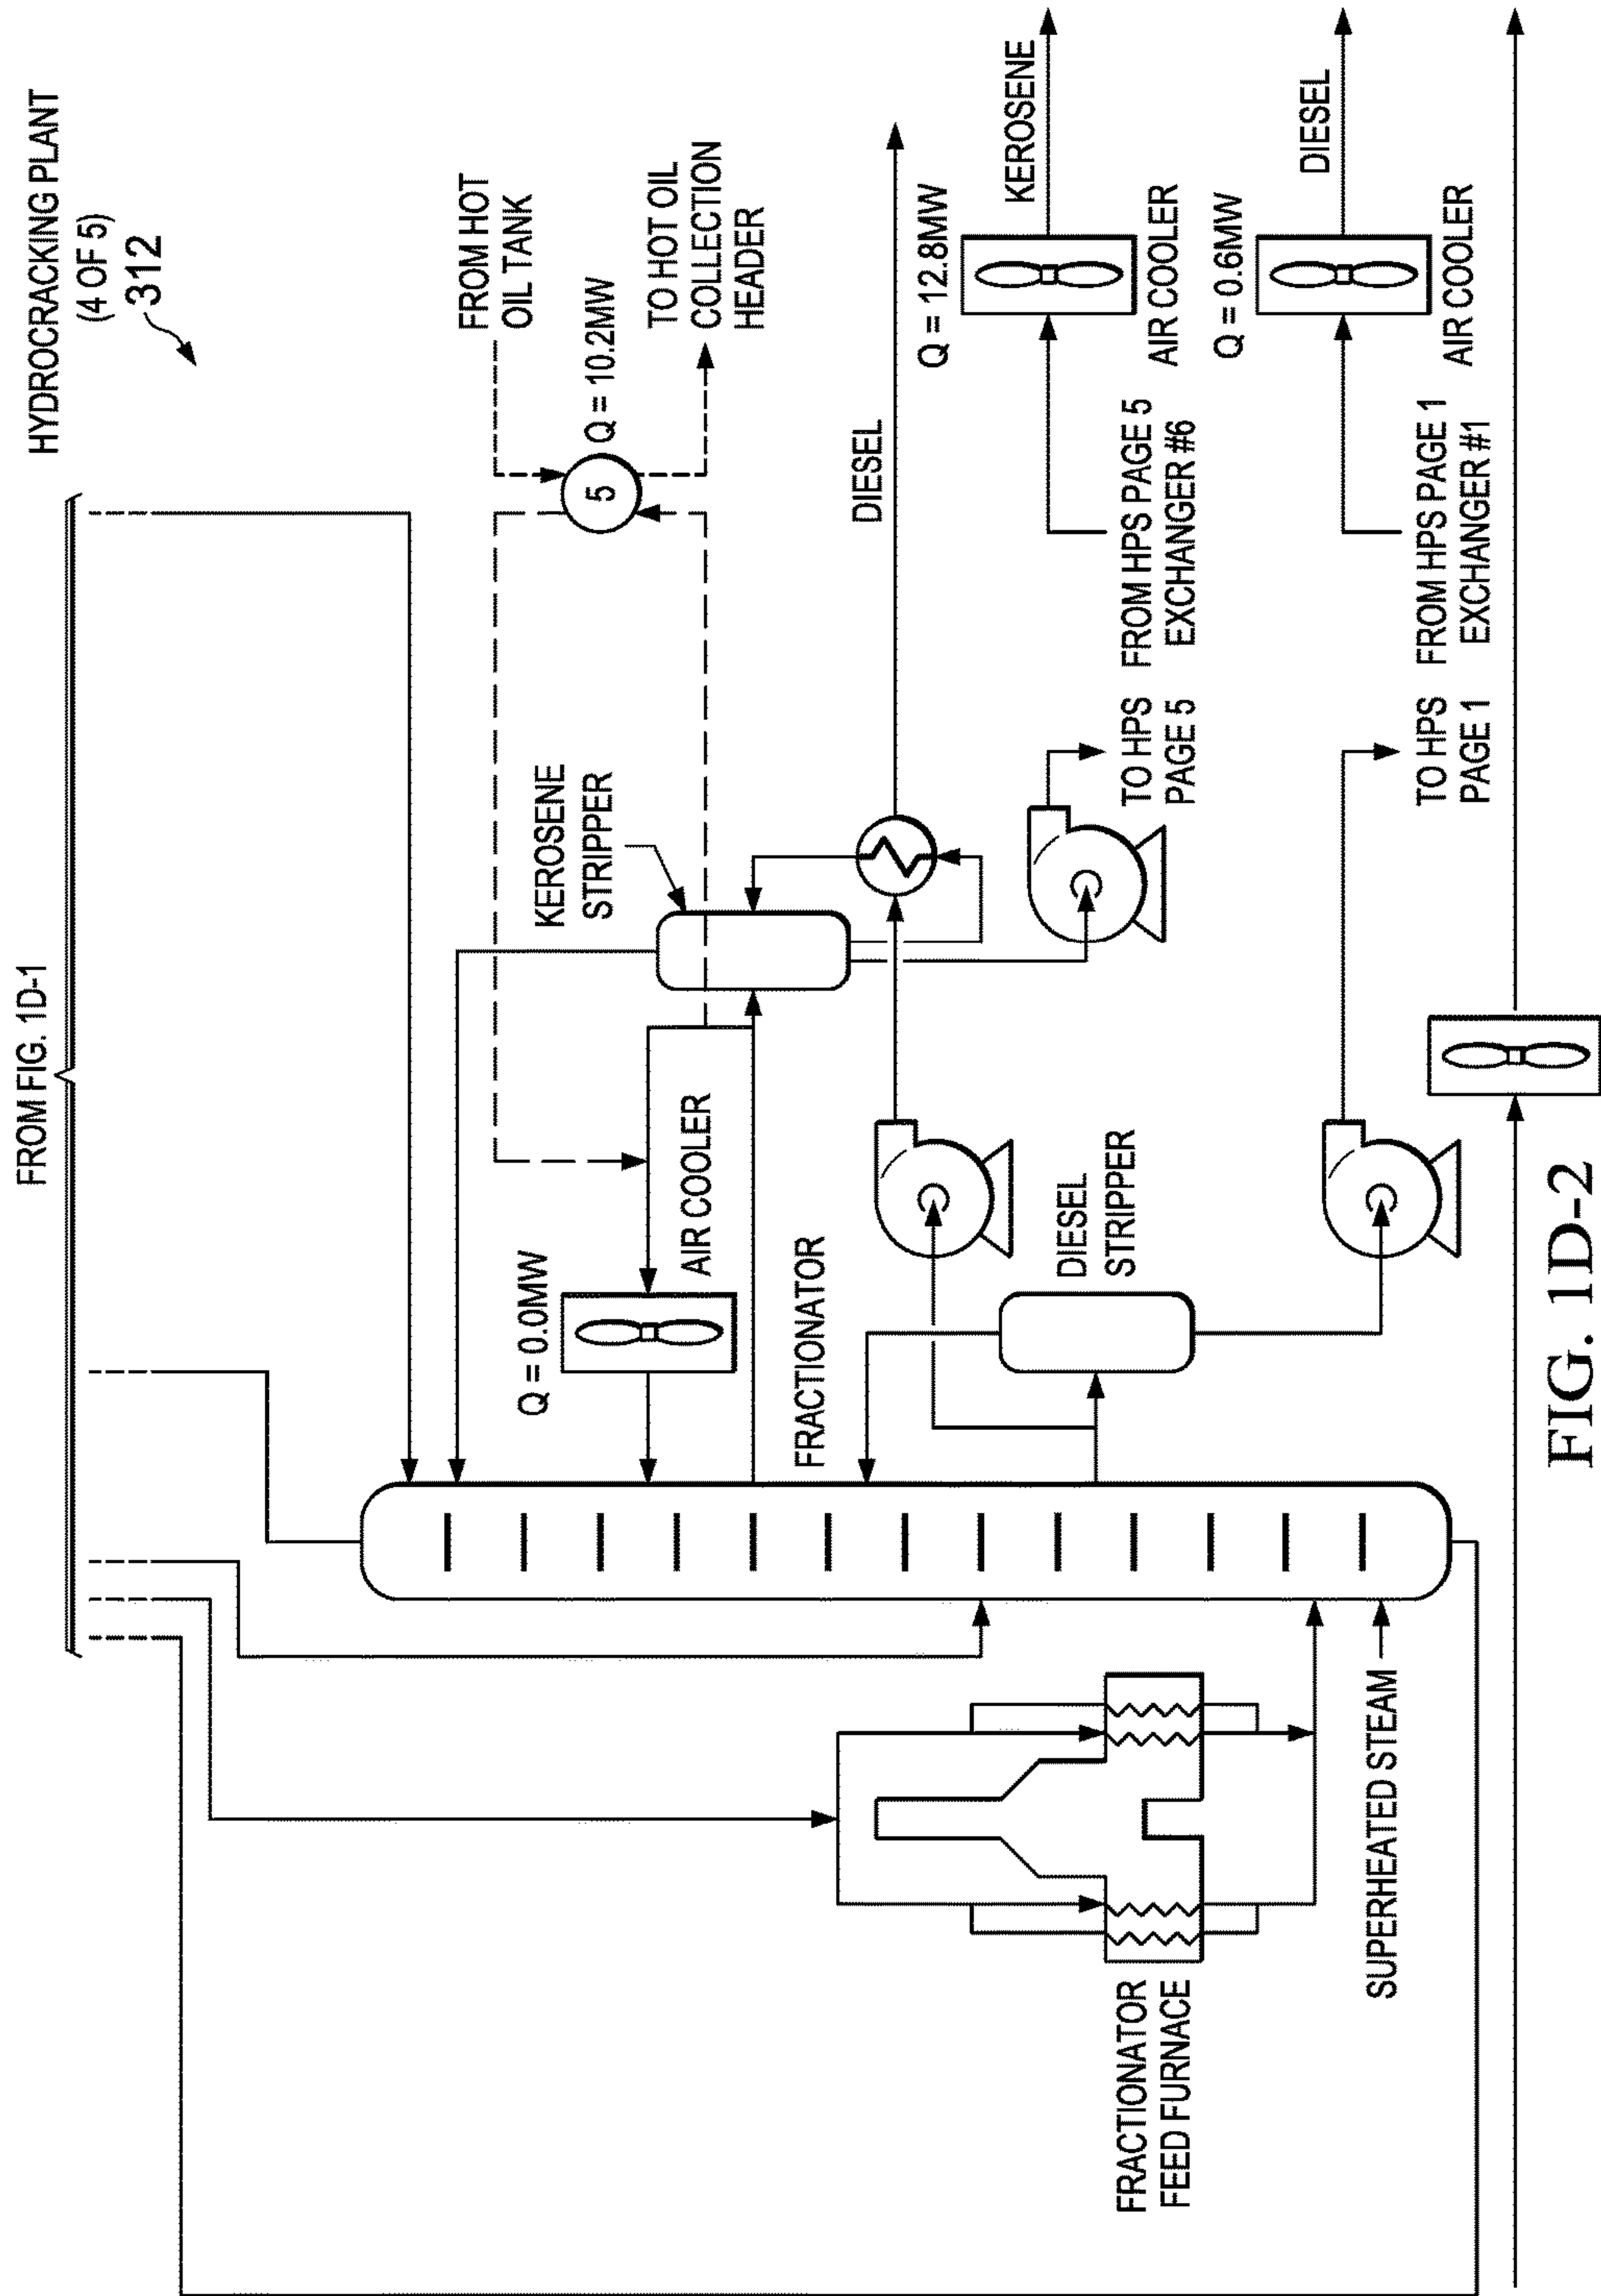 HYDROCRACKING PLANT
(4 OF 5)
312
FROM FIG. 1D-1
FROM HOT
OIL TANK
5
Q = 10.2MW
TO HOT OIL
COLLECTION
HEADER
KEROSENE
STRIPPER
Q = 0.0MW
AIR COOLER
FRACTIONATOR
DIESEL
Q = 12.8MW
KEROSENE
AIR COOLER
TO HPS
PAGE 5
FROM HPS PAGE 5
EXCHANGER #6
DIESEL
STRIPPER
Q = 0.6MW
DIESEL
AIR COOLER
TO HPS
PAGE 1
FROM HPS PAGE 1
EXCHANGER #1
FRACTIONATOR
FEED FURNACE
SUPERHEATED STEAM
FIG. 1D-2